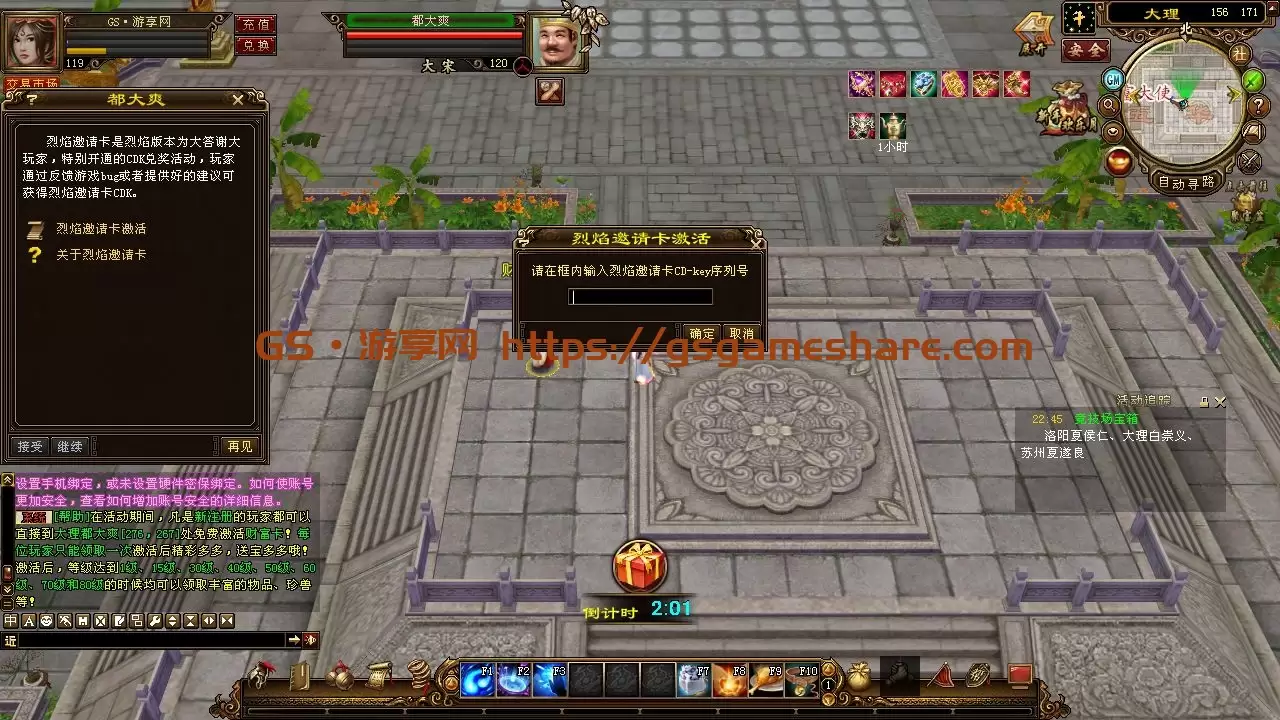 GS·游享网
充值
兑换
119
交易市场
都大爽
大宋
120
展开
安全
大理
156 171
北
GM
社
自动寻路
1小时
都大爽
烈焰邀请卡是烈焰版本为大答谢大
玩家，特别开通的CDK兑奖活动，玩家
通过反馈游戏bug或者提供好的建议可
获得烈焰邀请卡CDK。
烈焰邀请卡激活
? 关于烈焰邀请卡
接受
继续
再见
烈焰邀请卡激活
请在框内输入烈焰邀请卡CD-key序列号
确定
取消
GS·游享网 https://gsgameshare.com
活动追踪
22:45 竞技场宝箱
洛阳夏侯仁、大理白崇义、
苏州夏遂良
设置手机绑定，或未设置硬件密保绑定。如何使账号
更加安全，查看如何增加账号安全的详细信息。
[帮助]在活动期间，凡是新注册的玩家都可以
直接到大理都大爽[276，267]处免费激活财富卡！每
位玩家只能领取一次激活后精彩多多，送宝多多哦！
激活后，等级达到1级、15级、30级、40级、50级、60
级、70级和80级的时候均可以领取丰富的物品、珍兽
等！
近
倒计时 2:01
F1
F2
F3
F7
F8
F9
F10
1